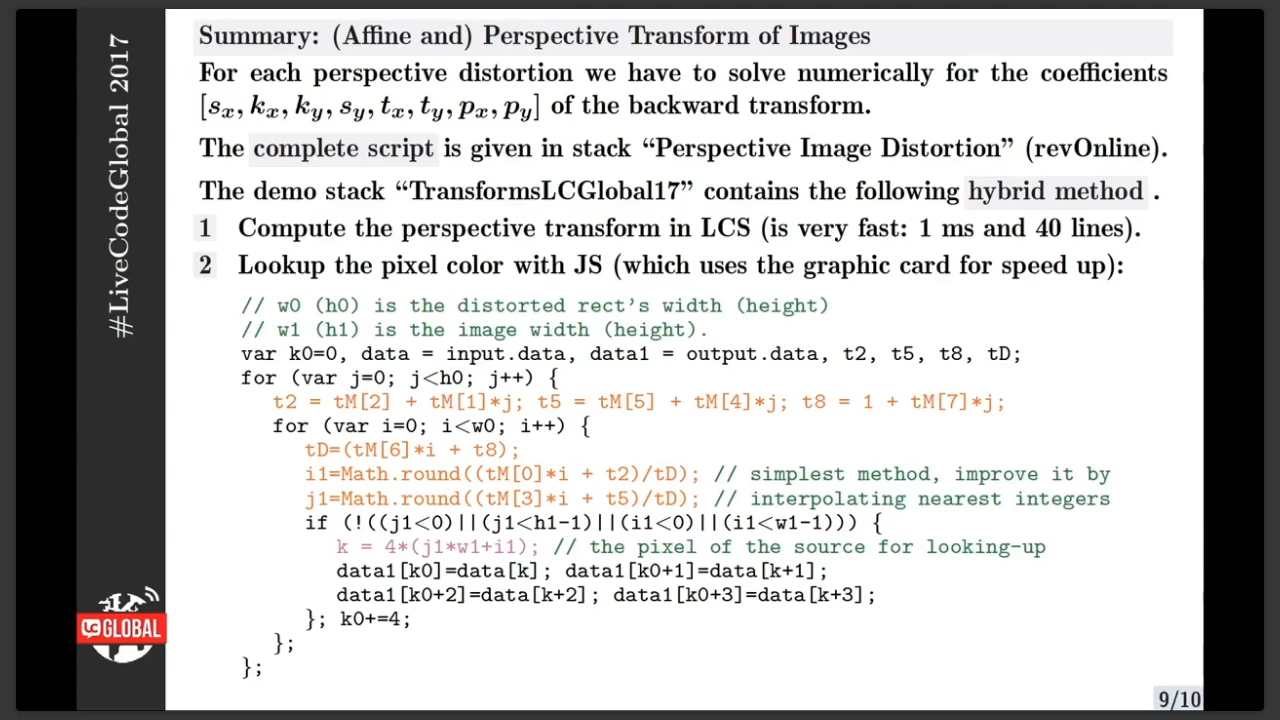 #LiveCodeGlobal 2017
Summary: (Affine and) Perspective Transform of Images
For each perspective distortion we have to solve numerically for the coefficients
[sx, kx, ky, sy, tx, ty, px, py] of the backward transform.
The complete script is given in stack “Perspective Image Distortion” (revOnline).
The demo stack “TransformsLCGlobal17” contains the following hybrid method .
1 Compute the perspective transform in LCS (is very fast: 1 ms and 40 lines).
2 Lookup the pixel color with JS (which uses the graphic card for speed up):
// w0 (h0) is the distorted rect's width (height)
// w1 (h1) is the image width (height).
var k0=0, data = input.data, data1 = output.data, t2, t5, t8, tD;
for (var j=0; j<h0; j++) {
t2 = tM[2] + tM[1]*j; t5 = tM[5] + tM[4]*j; t8 = 1 + tM[7]*j;
for (var i=0; i<w0; i++) {
tD=(tM[6]*i + t8);
i1=Math.round((tM[0]*i + t2)/tD); // simplest method, improve it by
j1=Math.round((tM[3]*i + t5)/tD); // interpolating nearest integers
if (!((j1<0)||(j1<h1-1)||(i1<0)||(i1<w1-1))) {
k = 4*(j1*w1+i1); // the pixel of the source for looking-up
data1[k0]=data[k]; data1[k0+1]=data[k+1];
data1[k0+2]=data[k+2]; data1[k0+3]=data[k+3];
}; k0+=4;
};
};
LC GLOBAL
9/10